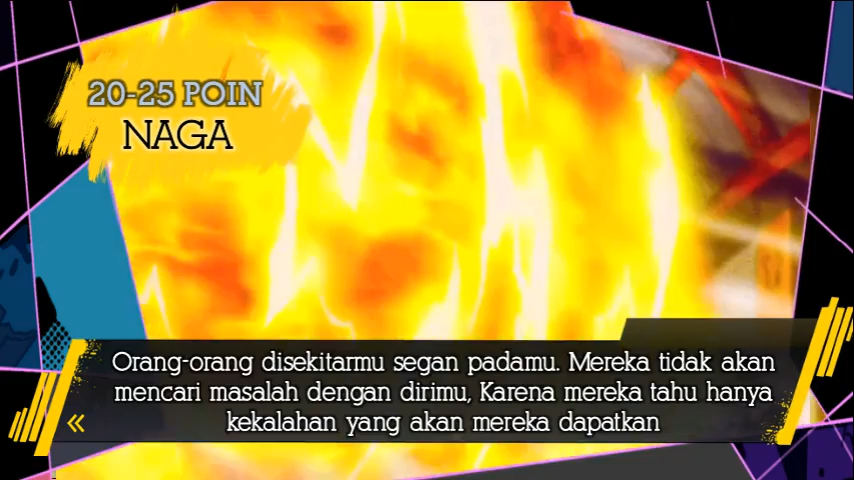 20-25 POIN
NAGA
Orang-orang disekitarmu segan padamu. Mereka tidak akan
mencari masalah dengan dirimu, Karena mereka tahu hanya
kekalahan yang akan mereka dapatkan